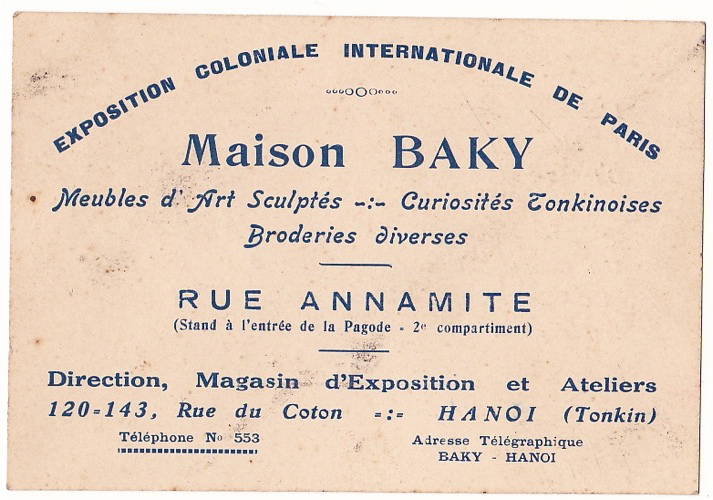 EXPOSITION COLONIALE INTERNATIONALE DE PARIS
Maison BAKY
Meubles d'Art Sculptés -:- Curiosités Tonkinoises
Broderies diverses
RUE ANNAMITE
(Stand à l'entrée de la Pagode - 2e compartiment)
Direction, Magasin d'Exposition et Ateliers
120-143, Rue du Coton -:- HANOI (Tonkin)
Téléphone No 553
Adresse Télégraphique
BAKY - HANOI